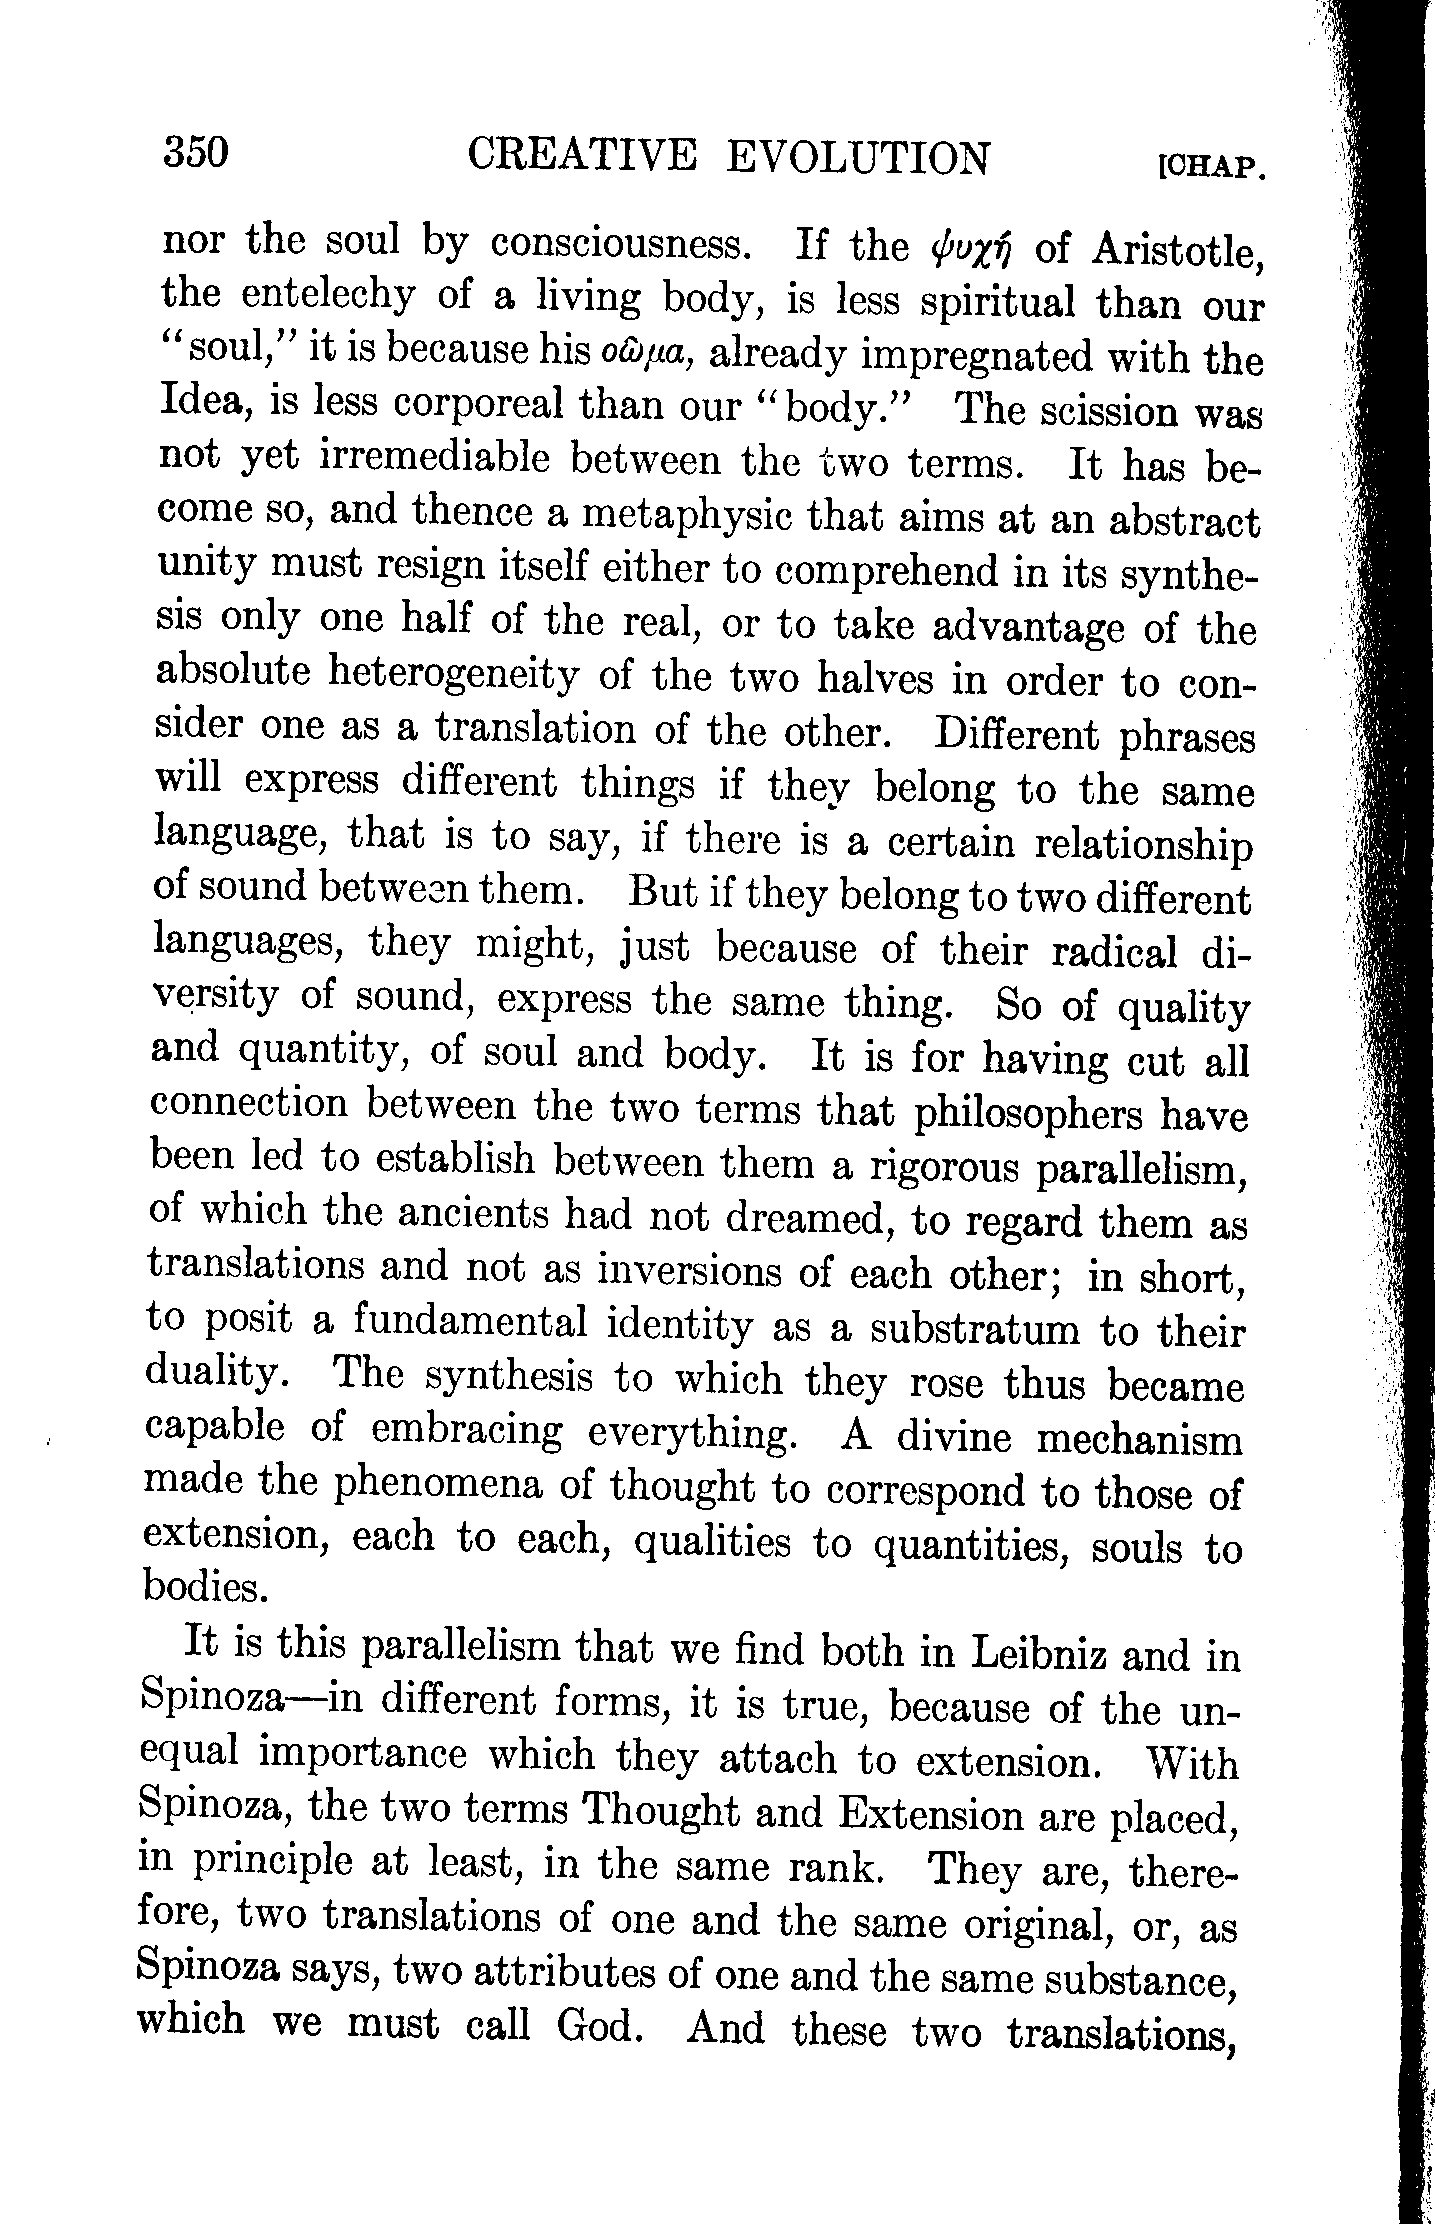 350 CREATIVE EVOLUTION [CHAP.
nor the soul by consciousness. If the ψυχή of Aristotle,
the entelechy of a living body, is less spiritual than our
“soul,” it is because his οῶμα, already impregnated with the
Idea, is less corporeal than our “body.” The scission was
not yet irremediable between the two terms. It has be-
come so, and thence a metaphysic that aims at an abstract
unity must resign itself either to comprehend in its synthe-
sis only one half of the real, or to take advantage of the
absolute heterogeneity of the two halves in order to con-
sider one as a translation of the other. Different phrases
will express different things if they belong to the same
language, that is to say, if there is a certain relationship
of sound between them. But if they belong to two different
languages, they might, just because of their radical di-
versity of sound, express the same thing. So of quality
and quantity, of soul and body. It is for having cut all
connection between the two terms that philosophers have
been led to establish between them a rigorous parallelism,
of which the ancients had not dreamed, to regard them as
translations and not as inversions of each other; in short,
to posit a fundamental identity as a substratum to their
duality. The synthesis to which they rose thus became
capable of embracing everything. A divine mechanism
made the phenomena of thought to correspond to those of
extension, each to each, qualities to quantities, souls to
bodies.
It is this parallelism that we find both in Leibniz and in
Spinoza—in different forms, it is true, because of the un-
equal importance which they attach to extension. With
Spinoza, the two terms Thought and Extension are placed,
in principle at least, in the same rank. They are, there-
fore, two translations of one and the same original, or, as
Spinoza says, two attributes of one and the same substance,
which we must call God. And these two translations,